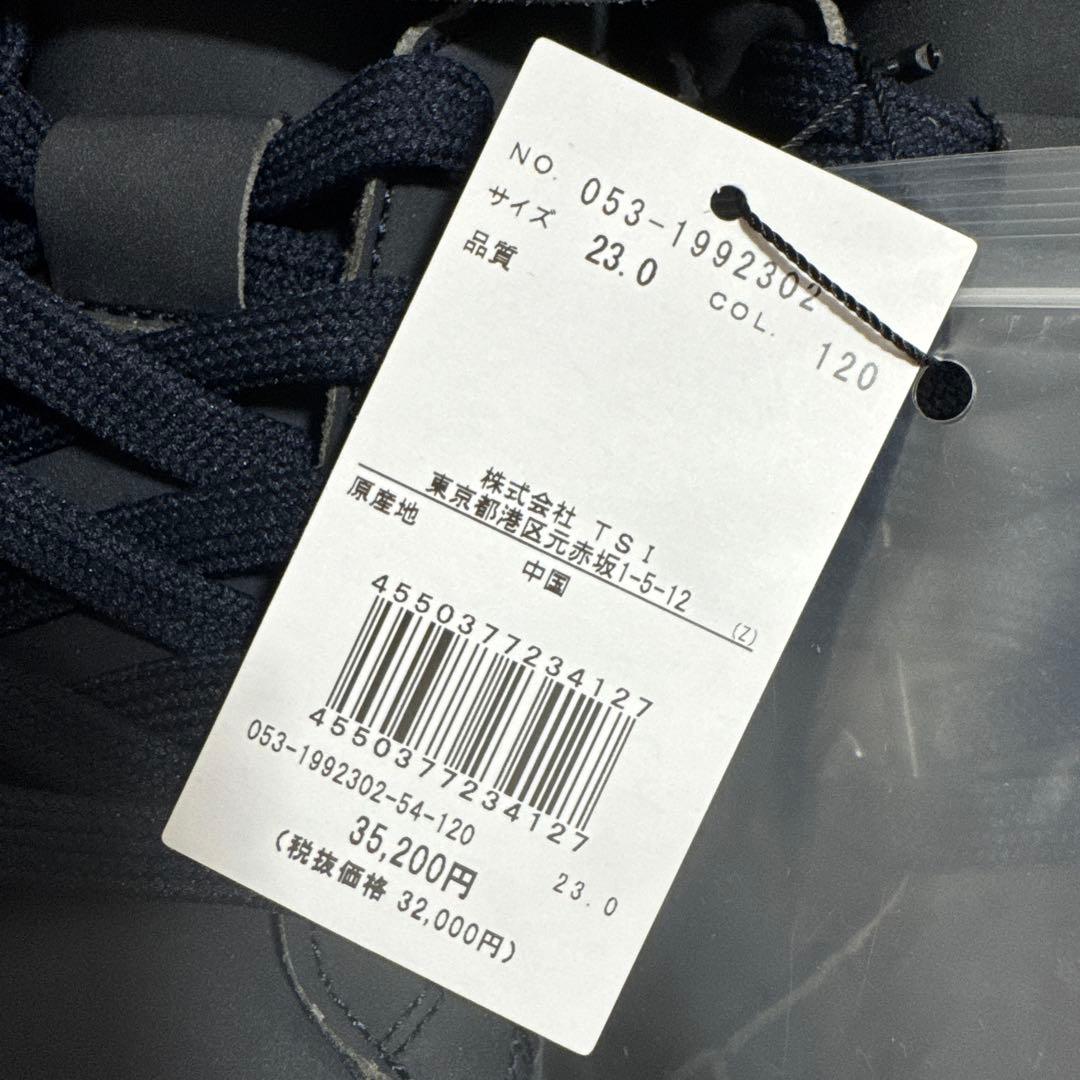 NO. 053-1992302
サイズ 23.0 COL. 120
品質
株式会社 TSI
東京都港区元赤坂1-5-12
(Z)
原産地 中国
4550377234127
4550377234127
053-1992302-54-120
35,200円 23.0
(税抜価格 32,000円)